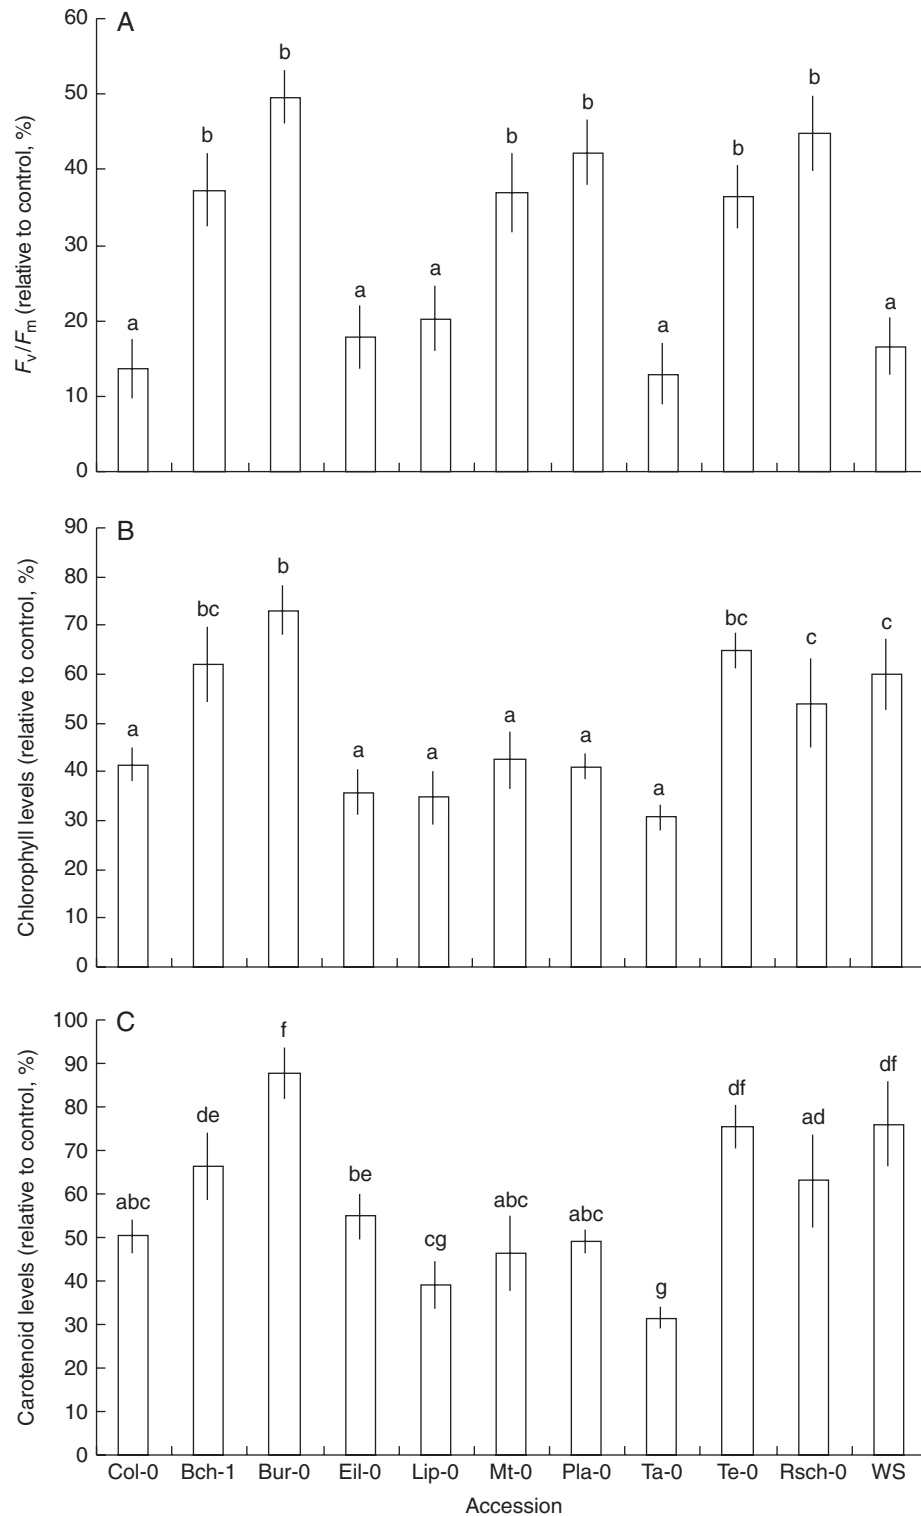 A
60
50
40
30
20
10
0
Fv/Fm (relative to control, %)
a
b
b
a
a
b
b
a
b
b
a
B
90
80
70
60
50
40
30
20
10
0
Chlorophyll levels (relative to control, %)
a
bc
b
a
a
a
a
a
bc
c
c
C
100
90
80
70
60
50
40
30
20
10
0
Carotenoid levels (relative to control, %)
abc
de
f
be
cg
abc
abc
g
df
ad
df
Col-0 Bch-1 Bur-0 Eil-0 Lip-0 Mt-0 Pla-0 Ta-0 Te-0 Rsch-0 WS
Accession